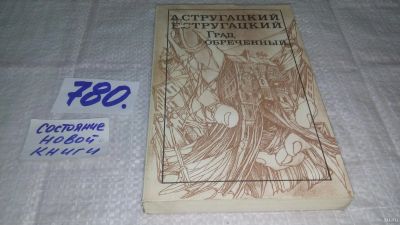 780.
СОСТОЯНИЕ
НОВОЙ
КНИГИ
А.СТРУГАЦКИЙ
Б.СТРУГАЦКИЙ
ГРАД
ОБРЕЧЕННЫЙ